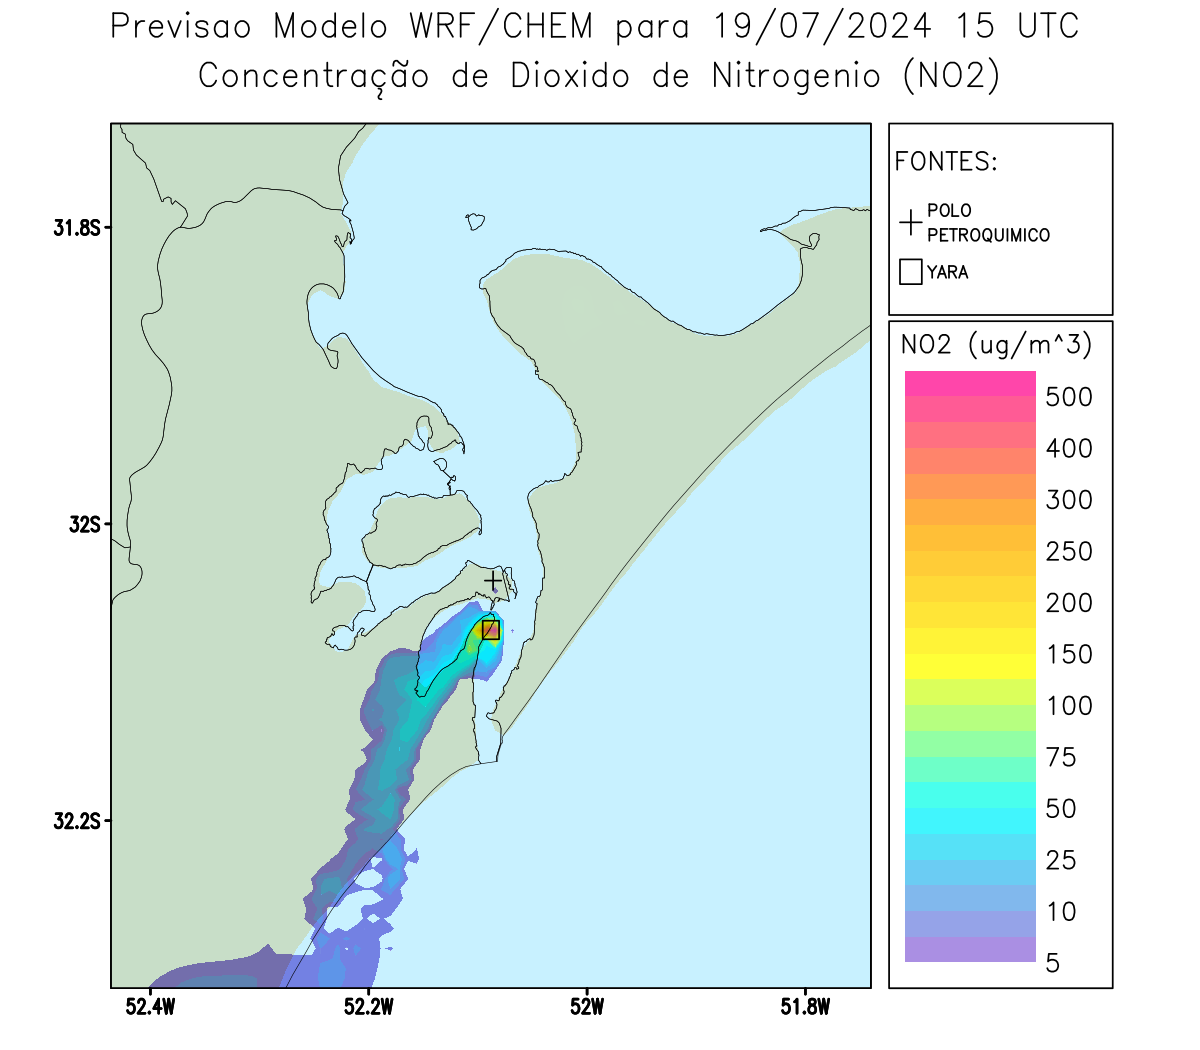 Previsao Modelo WRF/CHEM para 19/07/2024 15 UTC
Concentração de Dioxido de Nitrogenio (NO2)
FONTES:
POLO
PETROQUIMICO
YARA
NO2 (ug/m^3)
500
400
300
250
200
150
100
75
50
25
10
5
31.8S
32S
32.2S
52.4W
52.2W
52W
51.8W